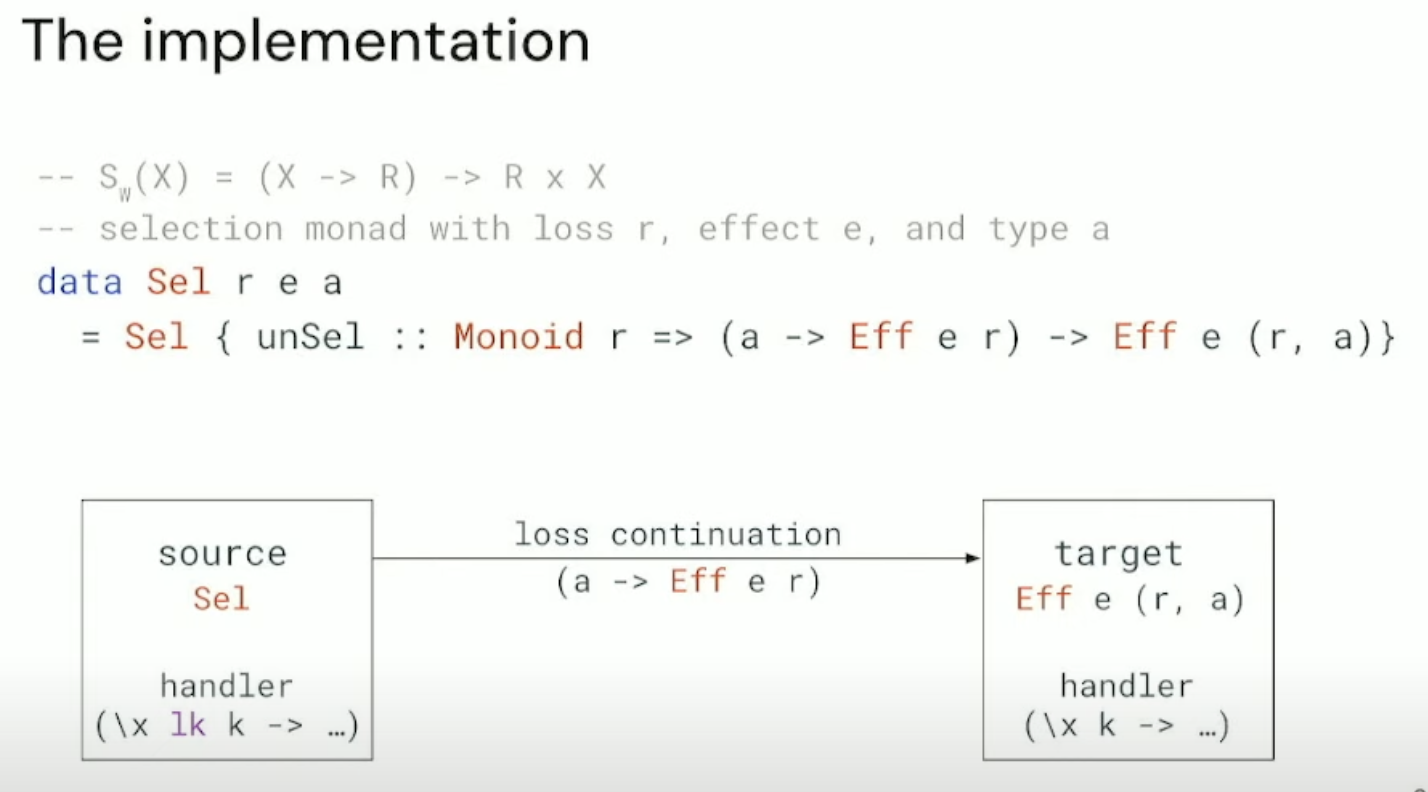 The implementation
-- S_W(X) = (X -> R) -> R x X
-- selection monad with loss r, effect e, and type a
data Sel r e a
= Sel { unSel :: Monoid r => (a -> Eff e r) -> Eff e (r, a)}
source
Sel
handler
(\x lk k -> …)
loss continuation
(a -> Eff e r)
target
Eff e (r, a)
handler
(\x k -> …)